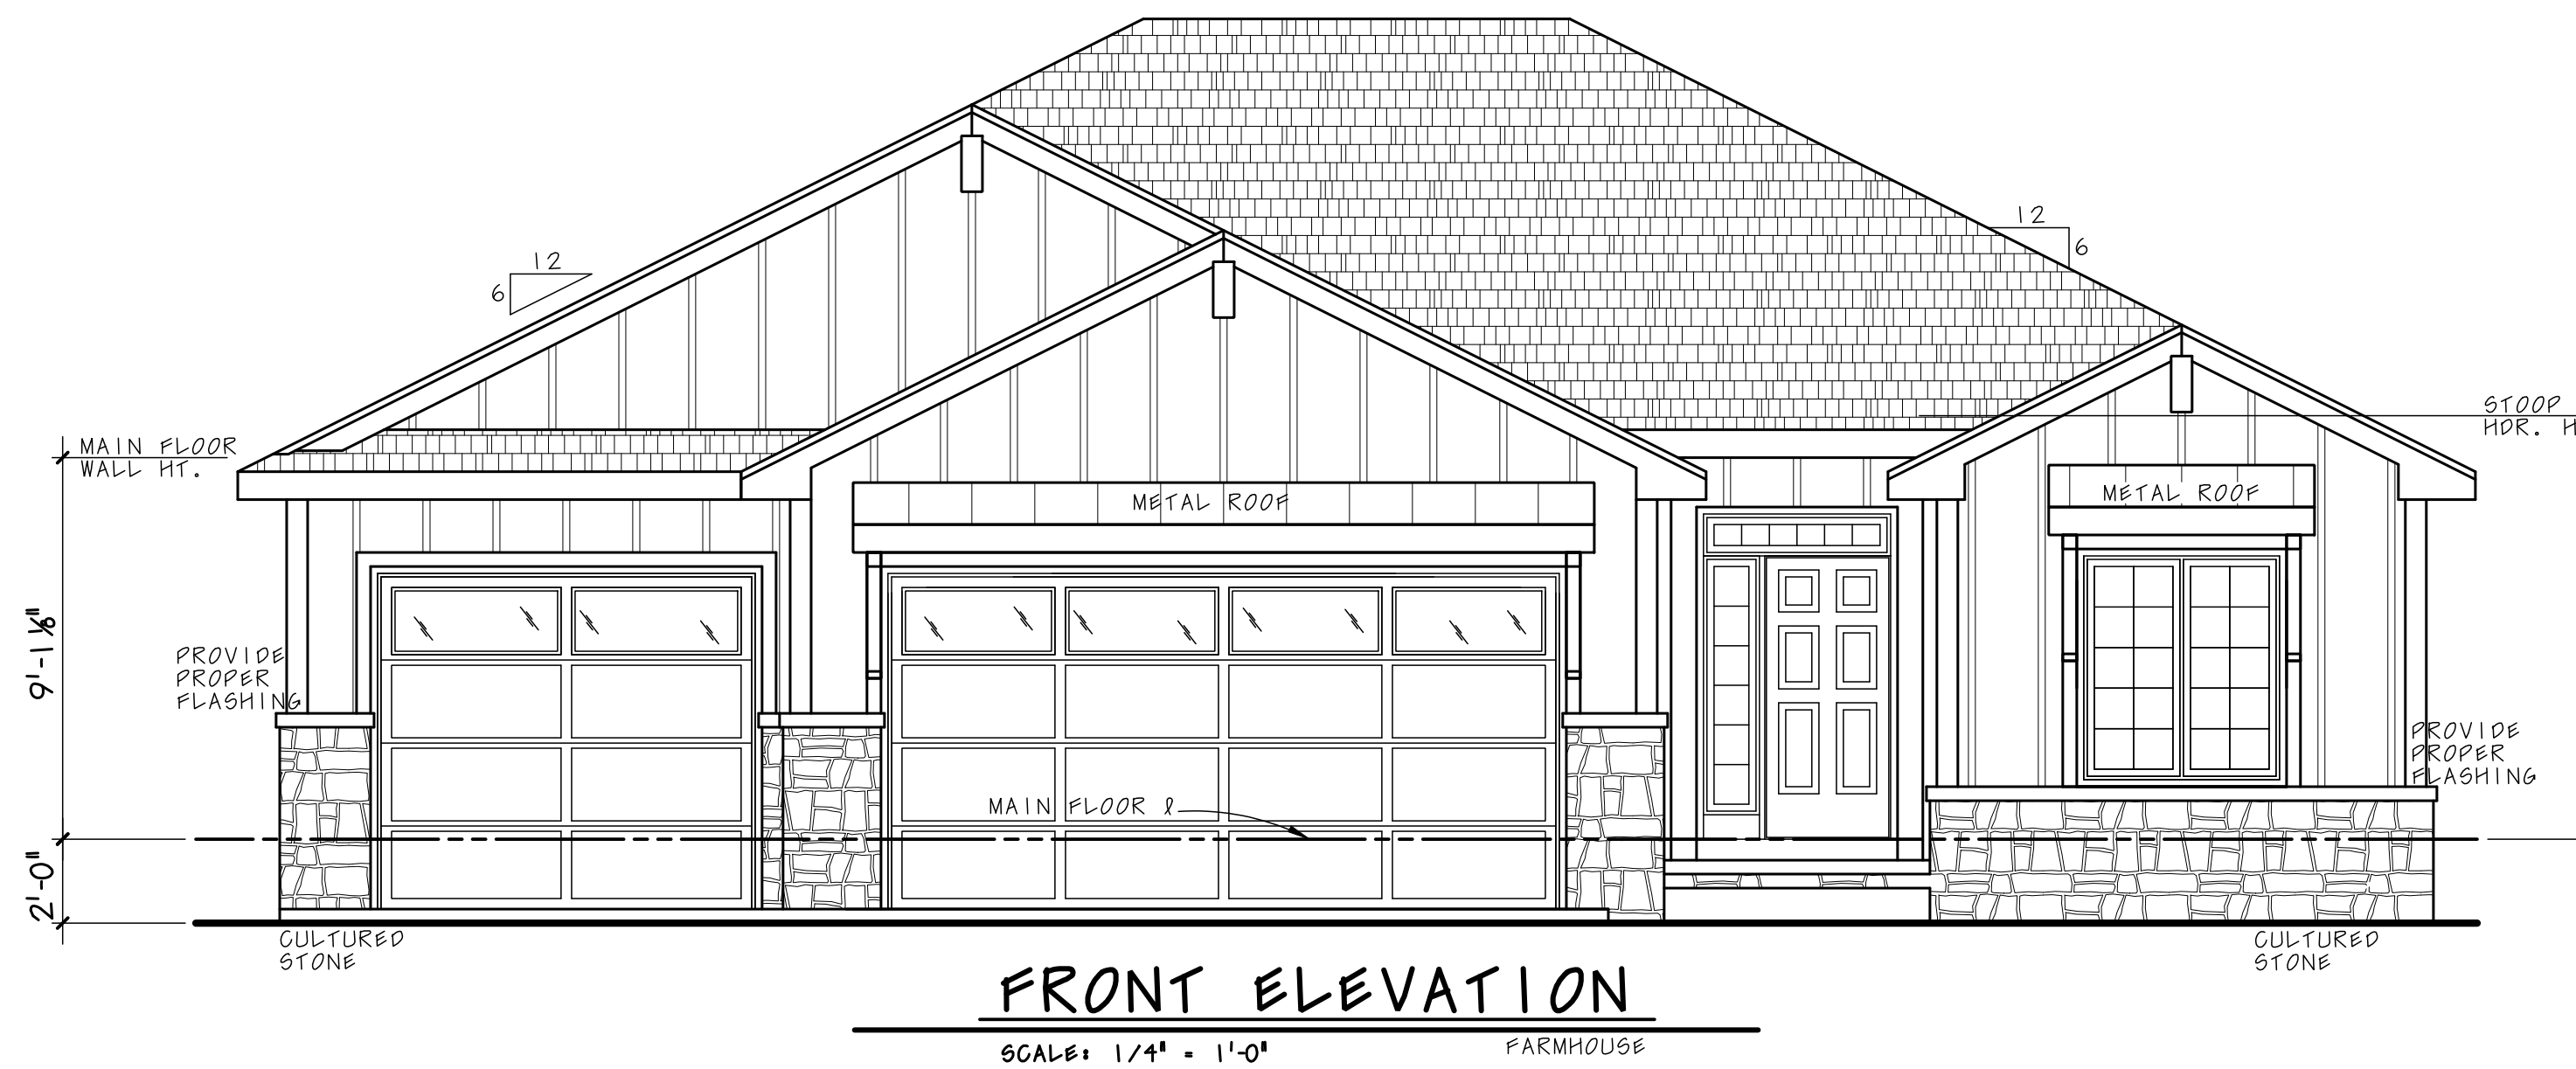 12
6
12
6
MAIN FLOOR
WALL HT.
STOOP
HDR. H
METAL ROOF
METAL ROOF
9'-1 1/8"
PROVIDE
PROPER
FLASHING
PROVIDE
PROPER
FLASHING
MAIN FLOOR
2'-0"
CULTURED
STONE
CULTURED
STONE
FRONT ELEVATION
SCALE: 1/4" = 1'-0"
FARMHOUSE